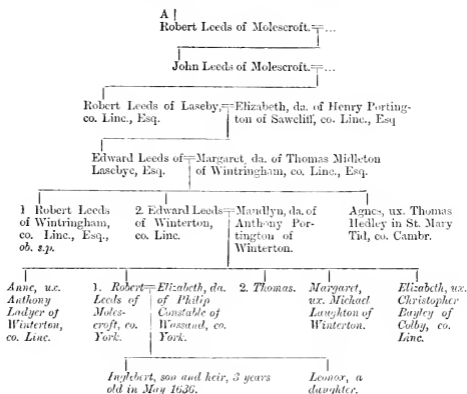 A
Robert Leeds of Molescroft.=...
John Leeds of Molescroft.=...
Robert Leeds of Laseby,=Elizabeth, da. of Henry Porting-
co. Linc., Esq. ton of Sawcliff, co. Linc., Esq
Edward Leeds of=Margaret, da. of Thomas Midleton
Lasebye, Esq. of Wintringham, co. Linc., Esq.
1 Robert Leeds
of Wintringham,
co. Linc., Esq.,
ob. s.p.
2. Edward Leeds=
of Winterton,
co. Linc.
Mandlyn, da. of
Anthony Por-
tington of
Winterton.
Agnes, ux. Thomas
Hedley in St. Mary
Tid, co. Cambr.
Anne, ux.
Anthony
Ladyer of
Winterton,
co. Linc.
1. Robert=
Leeds of
Moles-
croft, co.
York.
Elizabeth, da.
of Philip
Constable of
Wassand, co.
York.
2. Thomas.
Margaret,
ux. Michael
Laughton of
Winterton.
Elizabeth, ux.
Christopher
Bayley of
Colby, co.
Linc.
Inglebert, son and heir, 3 years
old in May 1636.
Leonox, a
daughter.